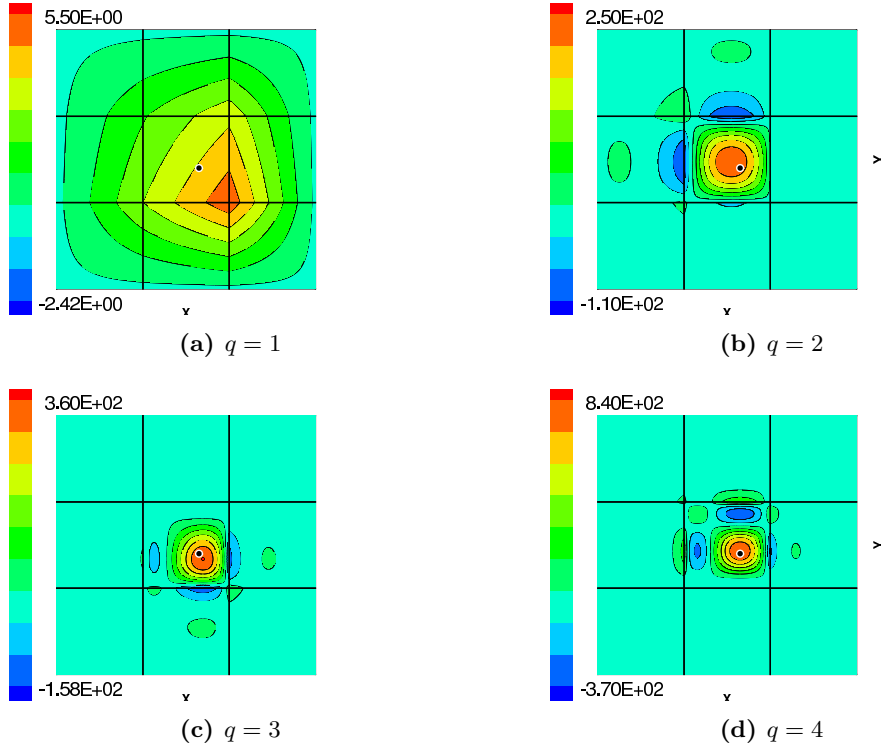 5.50E+00
-2.42E+00
X
(a) q = 1
2.50E+02
-1.10E+02
X
Y
(b) q = 2
3.60E+02
-1.58E+02
X
(c) q = 3
8.40E+02
-3.70E+02
X
Y
(d) q = 4